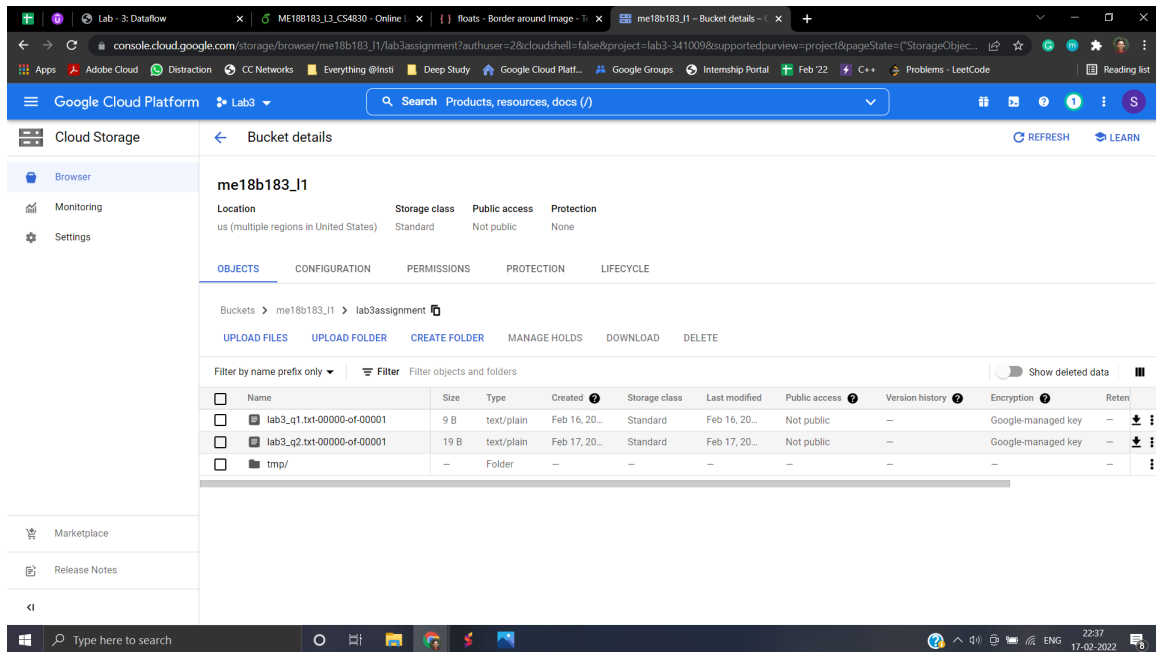 Lab - 3: Dataflow
ME18B183_L3_CS4830 - Online L
floats - Border around Image - Te
me18b183_l1 – Bucket details – C
console.cloud.google.com/storage/browser/me18b183_l1/lab3assignment?authuser=2&cloudshell=false&project=lab3-341009&supportedpurview=project&pageState=("StorageObjec...
Apps Adobe Cloud Distraction CC Networks Everything @Insti Deep Study Google Cloud Platf... Google Groups Internship Portal Feb '22 C++ Problems - LeetCode Reading list
Google Cloud Platform Lab3 Search Products, resources, docs (/) 1 S
Cloud Storage Bucket details REFRESH LEARN
Browser
Monitoring
Settings
me18b183_l1
Location Storage class Public access Protection
us (multiple regions in United States) Standard Not public None
OBJECTS CONFIGURATION PERMISSIONS PROTECTION LIFECYCLE
Buckets > me18b183_l1 > lab3assignment
UPLOAD FILES UPLOAD FOLDER CREATE FOLDER MANAGE HOLDS DOWNLOAD DELETE
Filter by name prefix only Filter Filter objects and folders Show deleted data
Name Size Type Created Storage class Last modified Public access Version history Encryption Reten
lab3_q1.txt-00000-of-00001 9 B text/plain Feb 16, 20... Standard Feb 16, 20... Not public — Google-managed key —
lab3_q2.txt-00000-of-00001 19 B text/plain Feb 17, 20... Standard Feb 17, 20... Not public — Google-managed key —
tmp/ — Folder — — — — — — —
Marketplace
Release Notes
Type here to search ENG 22:37
17-02-2022 8